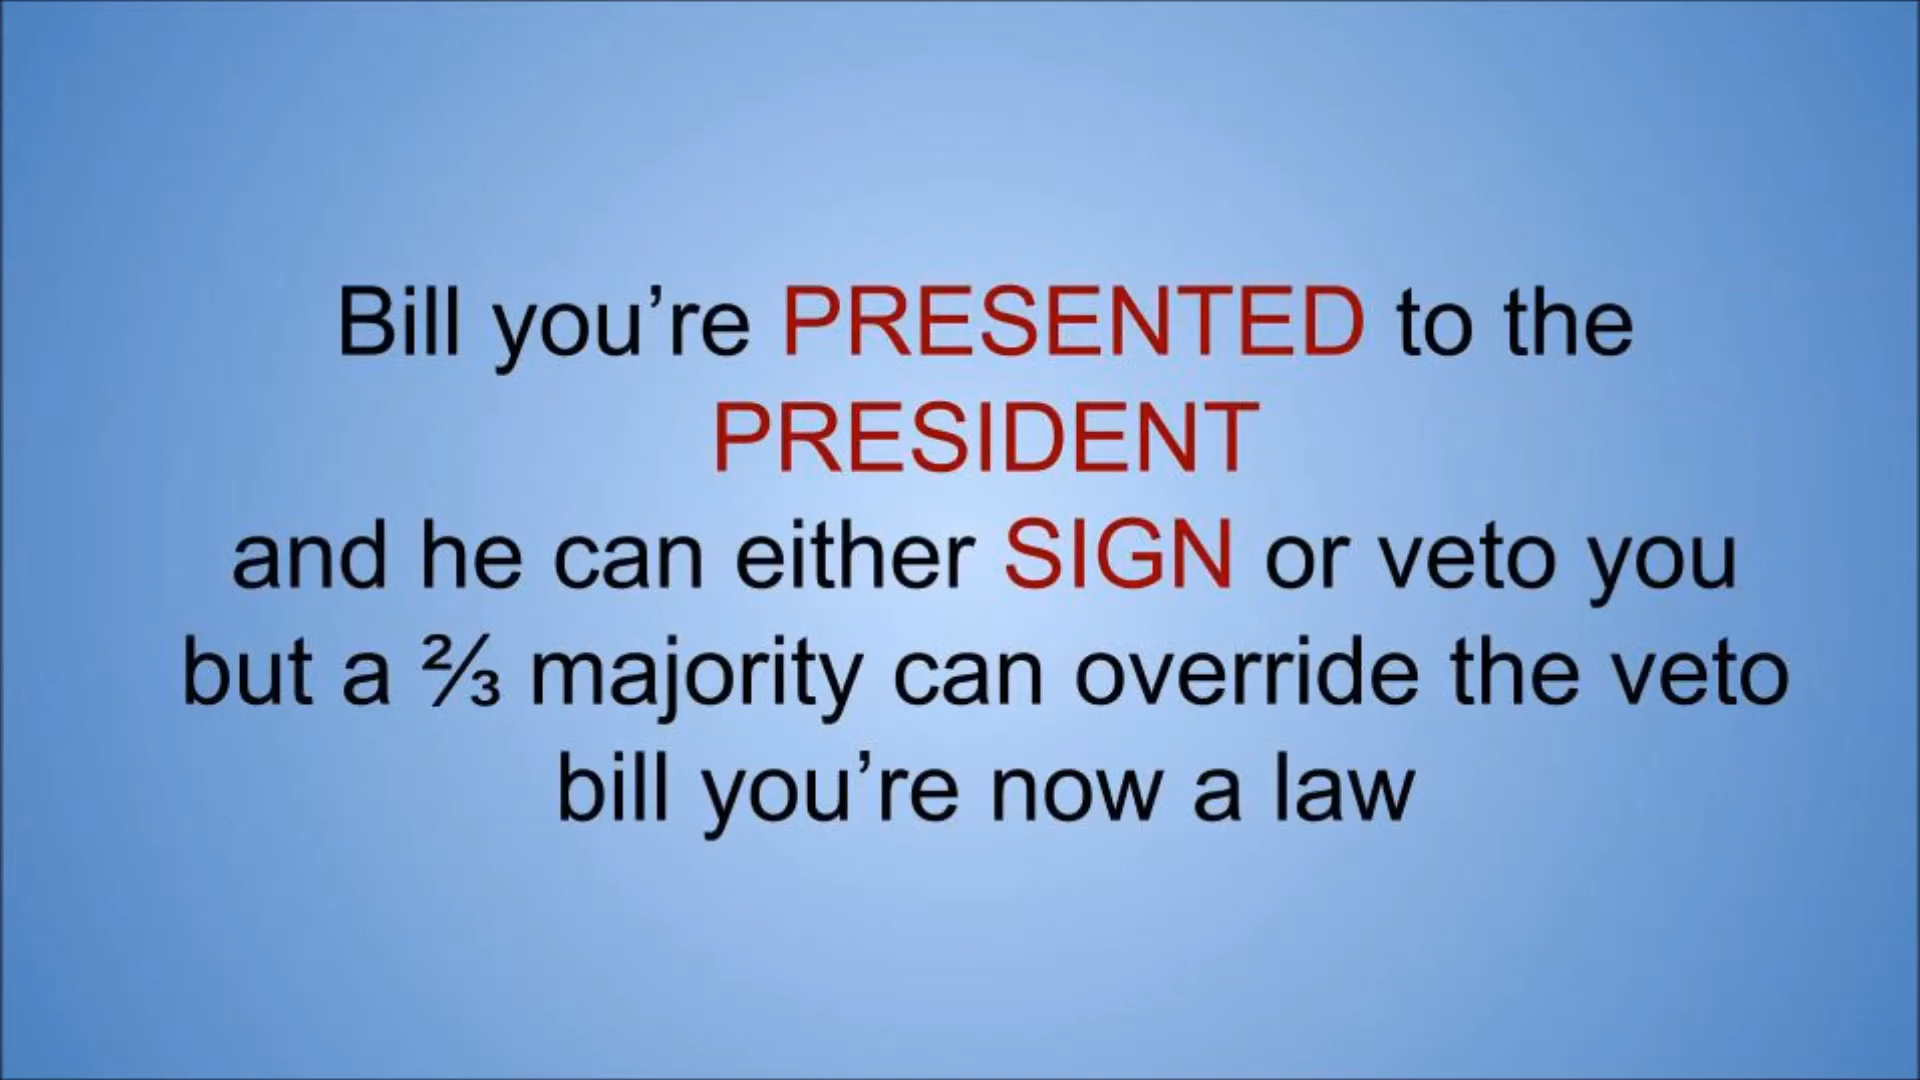 Bill you’re PRESENTED to the
PRESIDENT
and he can either SIGN or veto you
but a ⅔ majority can override the veto
bill you’re now a law